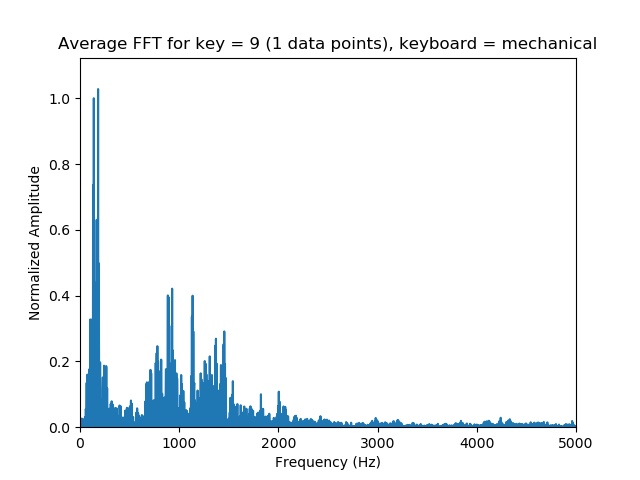 Average FFT for key = 9 (1 data points), keyboard = mechanical
1.0
0.8
0.6
0.4
0.2
0.0
Normalized Amplitude
0 1000 2000 3000 4000 5000
Frequency (Hz)